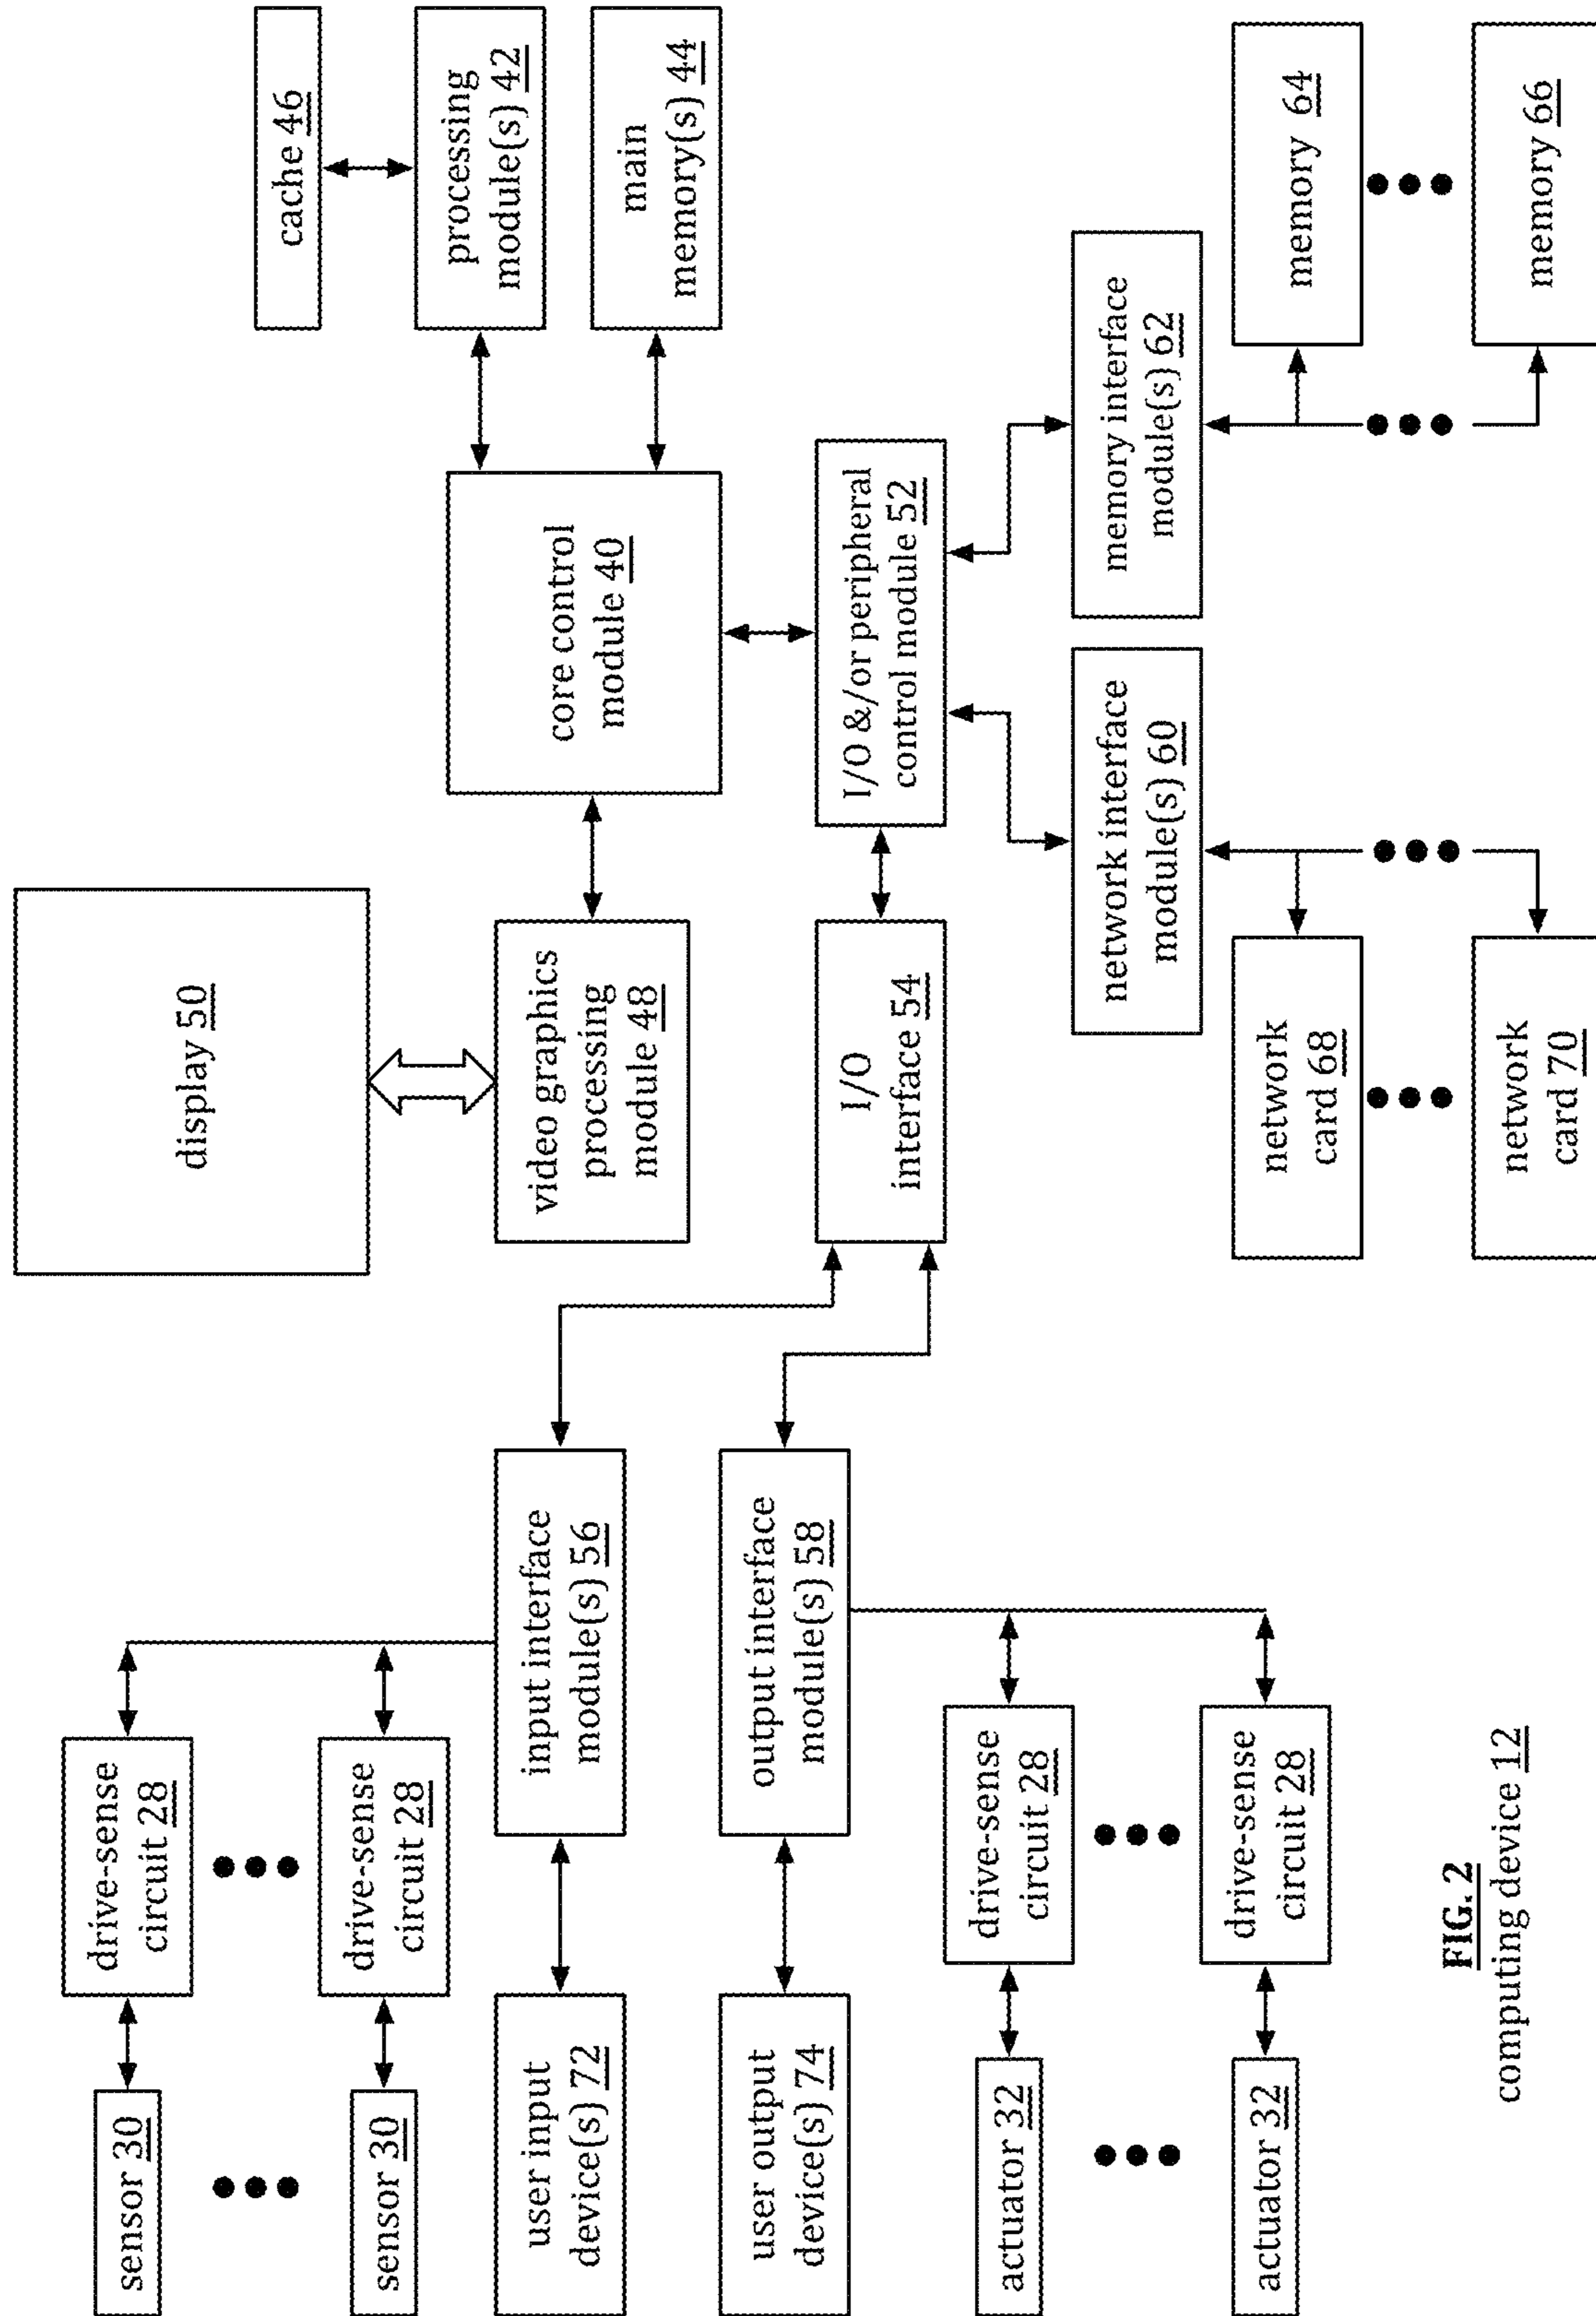 display 50
cache 46
processing
module(s) 42
main
memory(s) 44
core control
module 40
video graphics
processing
module 48
I/O &/or peripheral
control module 52
I/O
interface 54
sensor 30
drive-sense
circuit 28
sensor 30
drive-sense
circuit 28
user input
device(s) 72
input interface
module(s) 56
user output
device(s) 74
output interface
module(s) 58
actuator 32
drive-sense
circuit 28
actuator 32
drive-sense
circuit 28
network interface
module(s) 60
memory interface
module(s) 62
network
card 68
memory 64
network
card 70
memory 66
FIG. 2
computing device 12